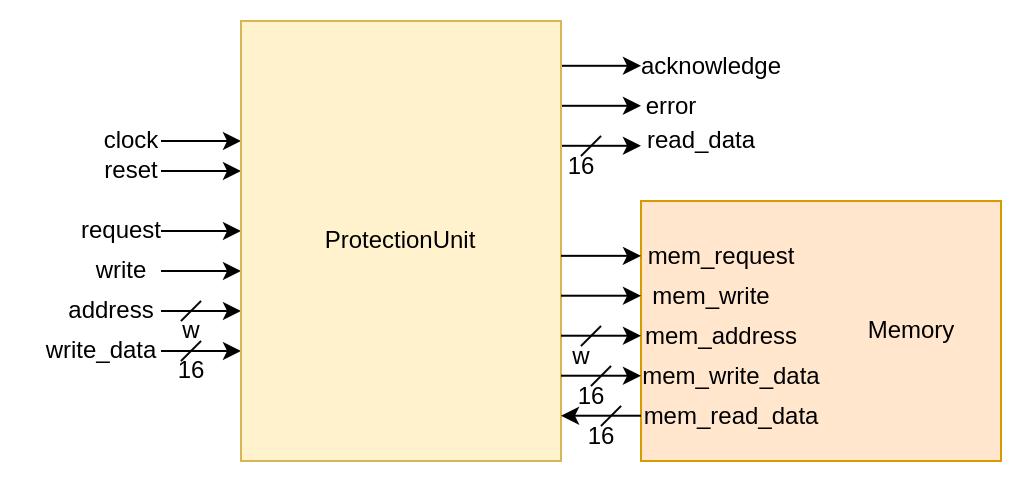 clock
reset
request
write
address
w
write_data
16
ProtectionUnit
acknowledge
error
read_data
16
mem_request
mem_write
mem_address
w
mem_write_data
16
mem_read_data
16
Memory